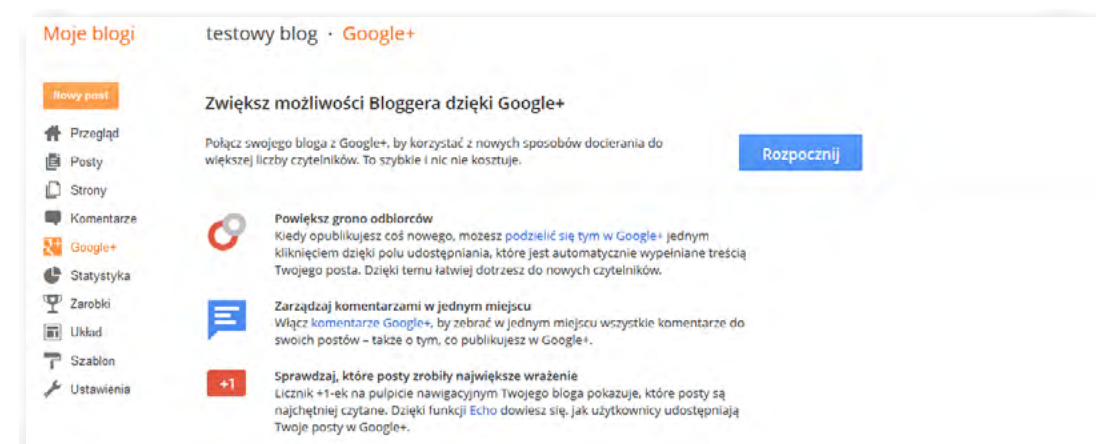 Moje blogi
testowy blog · Google+
Nowy post
Przegląd
Posty
Strony
Komentarze
Google+
Statystyka
Zarobki
Układ
Szablon
Ustawienia
Zwiększ możliwości Bloggera dzięki Google+
Połącz swojego bloga z Google+, by korzystać z nowych sposobów docierania do
większej liczby czytelników. To szybkie i nic nie kosztuje.
Rozpocznij
Powiększ grono odbiorców
Kiedy opublikujesz coś nowego, możesz podzielić się tym w Google+ jednym
kliknięciem dzięki polu udostępniania, które jest automatycznie wypełniane treścią
Twojego posta. Dzięki temu łatwiej dotrzesz do nowych czytelników.
Zarządzaj komentarzami w jednym miejscu
Włącz komentarze Google+, by zebrać w jednym miejscu wszystkie komentarze do
swoich postów – także o tym, co publikujesz w Google+.
+1
Sprawdzaj, które posty zrobiły największe wrażenie
Licznik +1-ek na pulpicie nawigacyjnym Twojego bloga pokazuje, które posty są
najchętniej czytane. Dzięki funkcji Echo dowiesz się, jak użytkownicy udostępniają
Twoje posty w Google+.